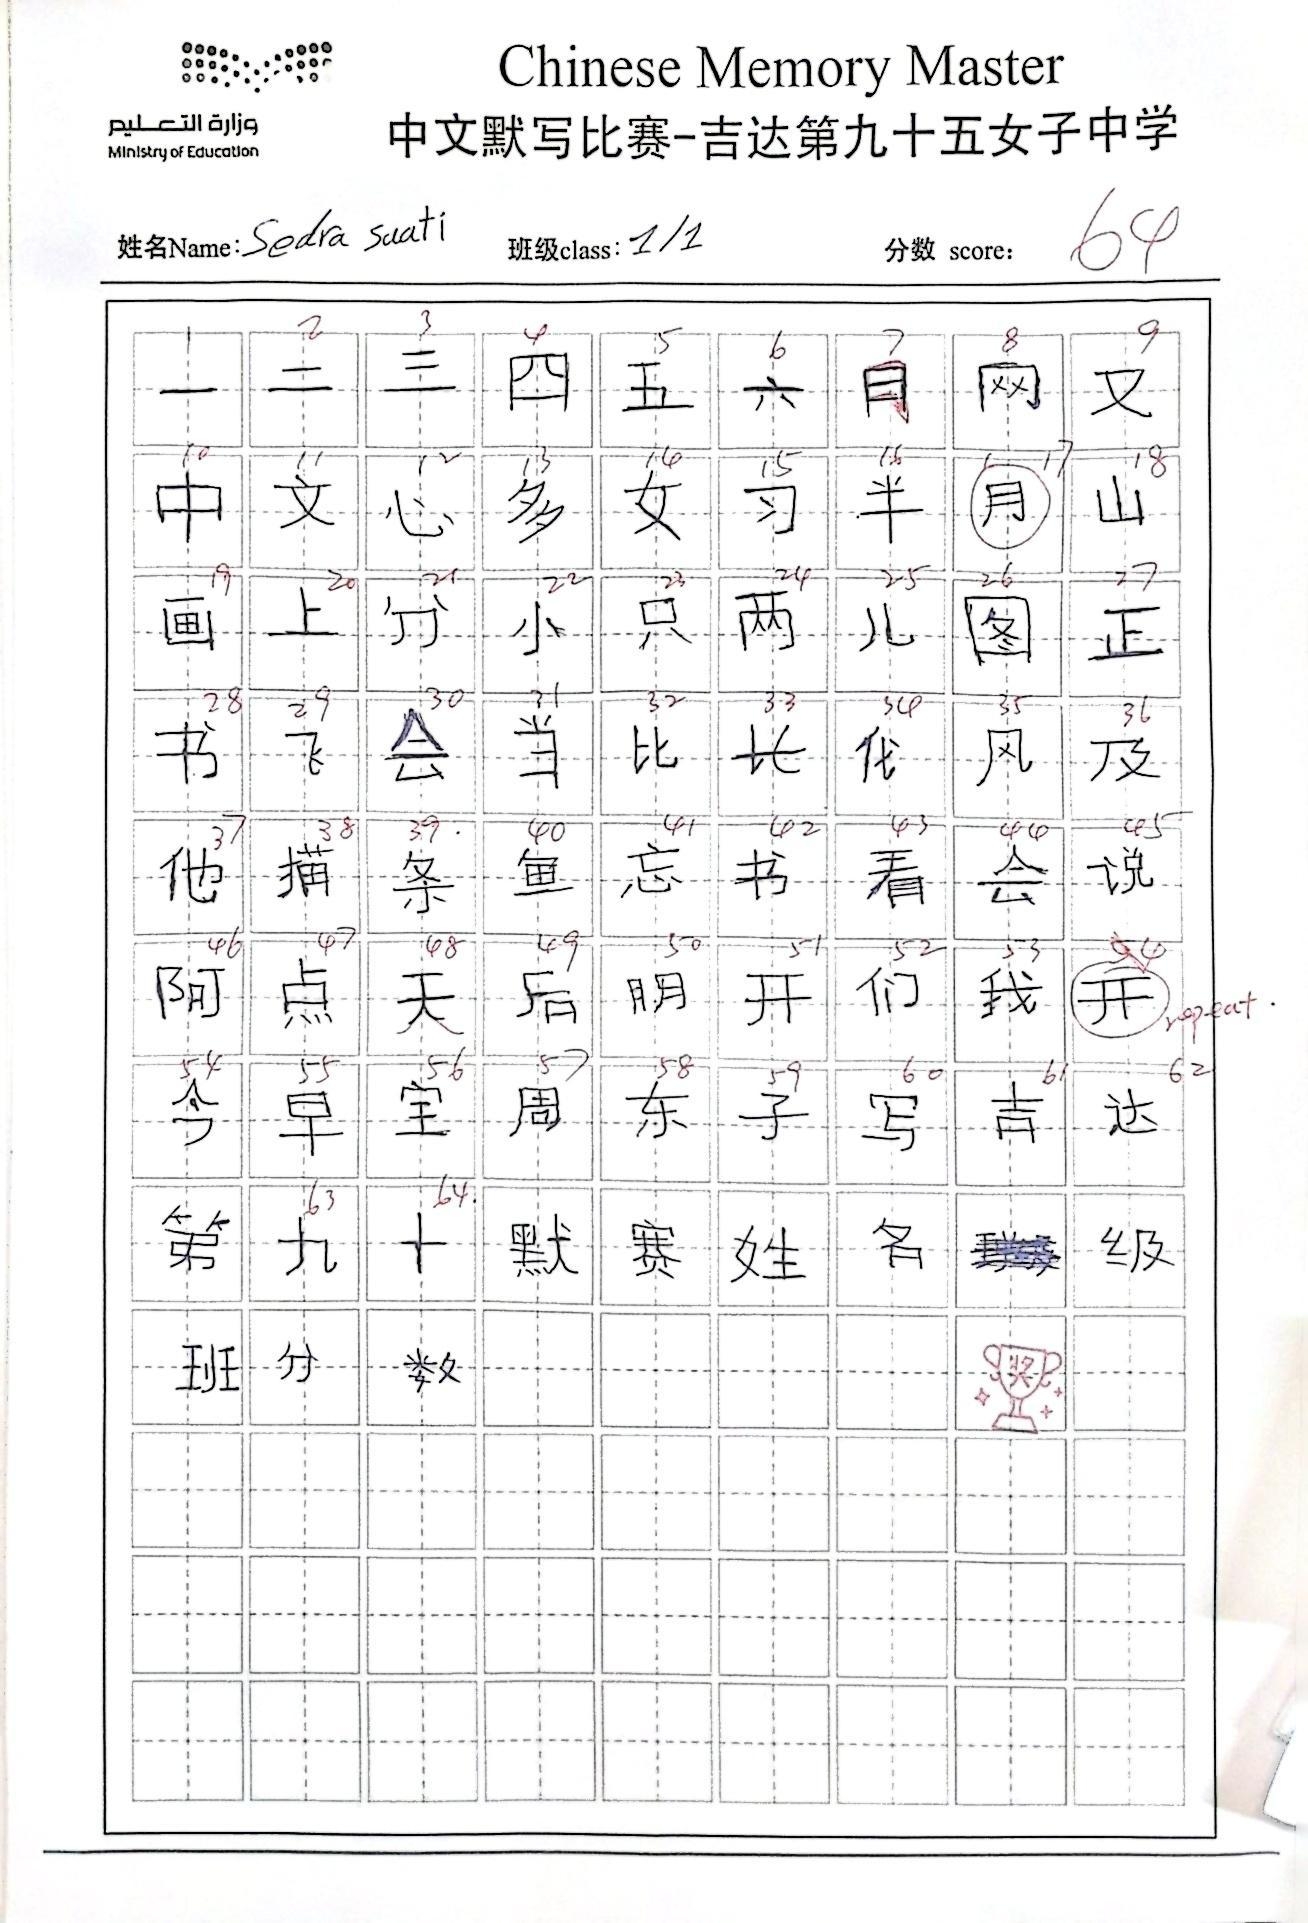 Chinese Memory Master
وزارة التعليم
Ministry of Education
中文默写比赛-吉达第九十五女子中学
姓名Name: Sedra suati 班级class: 1/1 分数 score: 64
1 2 3 4 5 6 7 8 9
一 二 三 四 五 六 月 网 又
10 11 12 13 14 15 16 17 18
中 文 心 多 女 习 半 月 山
19 20 21 22 23 24 25 26 27
画 上 分 小 只 两 儿 图 正
28 29 30 31 32 33 34 35 36
书 飞 会 当 比 长 伐 风 及
37 38 39. 40 41 42 43 44 45
他 描 条 鱼 忘 书 看 会 说
46 47 48 49 50 51 52 53 54
阿 点 天 后 明 开 们 我 开 repeat.
54 55 56 57 58 59 60 61 62
今 早 宝 周 东 子 写 吉 达
63 64.
第 九 十 默 赛 姓 名 级
班 分 数 奖